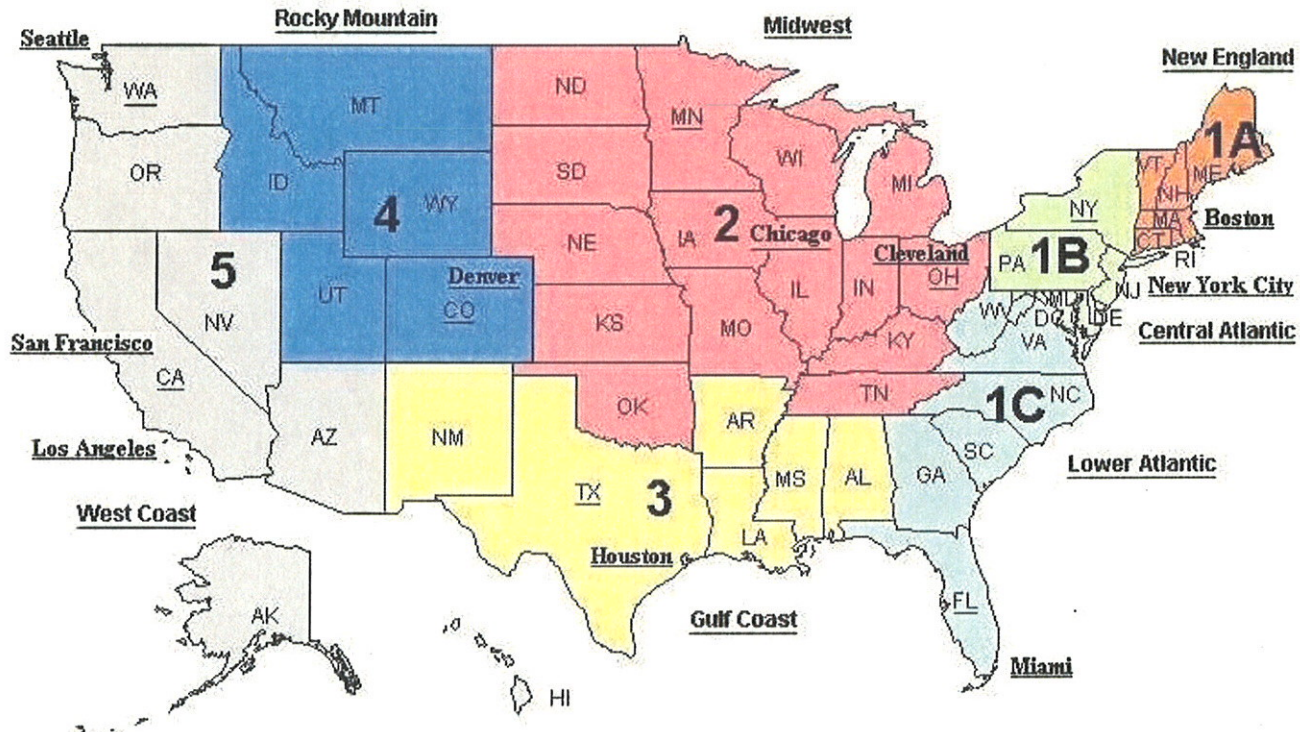 Rocky Mountain
Midwest
Seattle
New England
WA
MT
ND
MN
1A
OR
ID
WY
4
SD
WI
MI
VT
NH
ME
NY
MA
Boston
CT
RI
5
NV
UT
Denver
CO
NE
IA
2
Chicago
Cleveland
OH
PA
1B
NJ
New York City
KS
MO
IL
IN
KY
WV
DC
DE
VA
Central Atlantic
San Francisco
CA
AZ
NM
OK
AR
TN
1C
NC
Los Angeles
TX
3
MS
AL
GA
SC
Lower Atlantic
West Coast
Houston
LA
Gulf Coast
FL
Miami
AK
HI